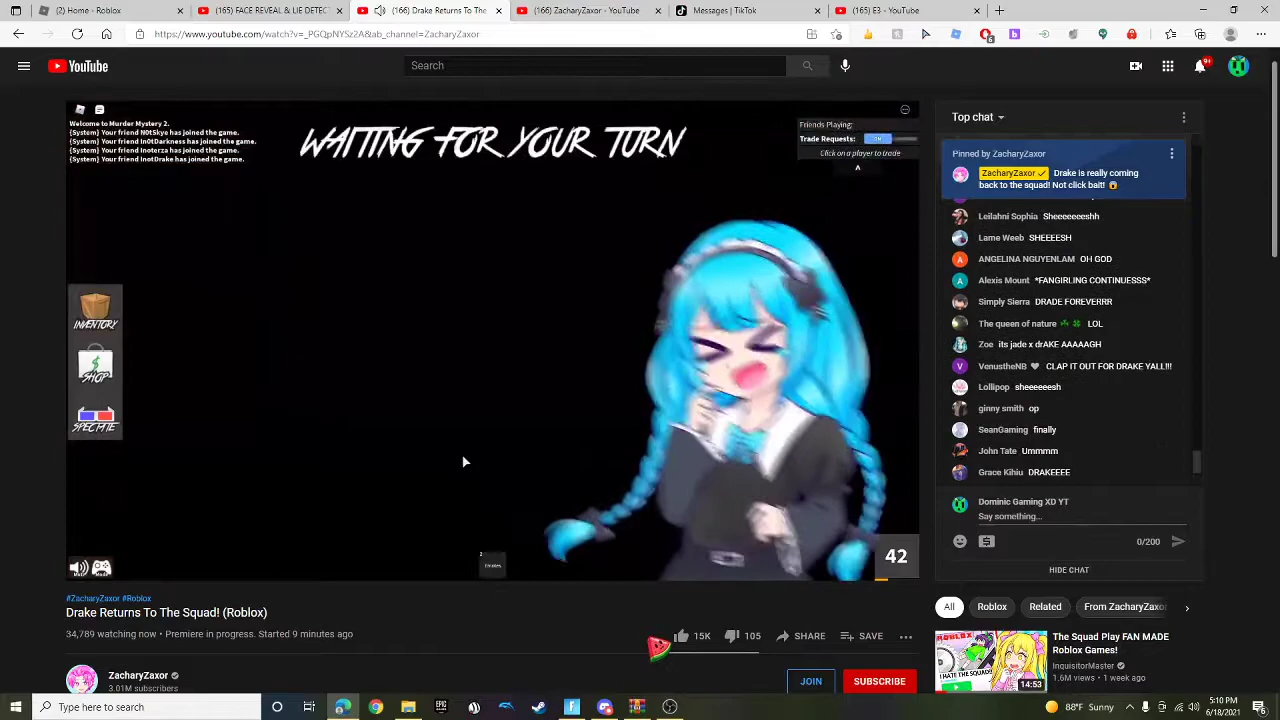 (2) Home - Roblox
(165) FACE REVEAL & LIE DETECT
(166) Drake Returns To The
(166) ZacharyZaxor - YouTube
Messages | TikTok
(165) E3 - YouTube
https://www.youtube.com/watch?v=_PGQpNYSz2A&ab_channel=ZacharyZaxor
YouTube
Search
9+
Welcome to Murder Mystery 2.
{System} Your friend N0tSkye has joined the game.
{System} Your friend In0tDarkness has joined the game.
{System} Your friend Inoterza has joined the game.
{System} Your friend InotDrake has joined the game.
WAITING FOR YOUR TURN
Friends Playing:
Trade Requests: ON
Click on a player to trade
INVENTORY
SHOP
SPECTATE
Emotes
42
Top chat
Pinned by ZacharyZaxor
ZacharyZaxor Drake is really coming
back to the squad! Not click bait!
Leilahni Sophia Sheeeeeeshh
Lame Weeb SHEEEESH
ANGELINA NGUYENLAM OH GOD
Alexis Mount *FANGIRLING CONTINUESSS*
Simply Sierra DRADE FOREVERRR
The queen of nature LOL
Zoe its jade x drAKE AAAAGH
VenustheNB CLAP IT OUT FOR DRAKE YALL!!!
Lollipop sheeeeeesh
ginny smith op
SeanGaming finally
John Tate Ummmm
Grace Kihiu DRAKEEEE
Dominic Gaming XD YT
Say something...
0/200
HIDE CHAT
#ZacharyZaxor #Roblox
Drake Returns To The Squad! (Roblox)
34,789 watching now • Premiere in progress. Started 9 minutes ago
15K
105
SHARE
SAVE
ZacharyZaxor
3.01M subscribers
JOIN
SUBSCRIBE
All
Roblox
Related
From ZacharyZaxor
I HATE THE SQUAD!
14:53
The Squad Play FAN MADE
Roblox Games!
InquisitorMaster
1.6M views • 1 week ago
Type here to search
88°F Sunny
5:10 PM
6/18/2021